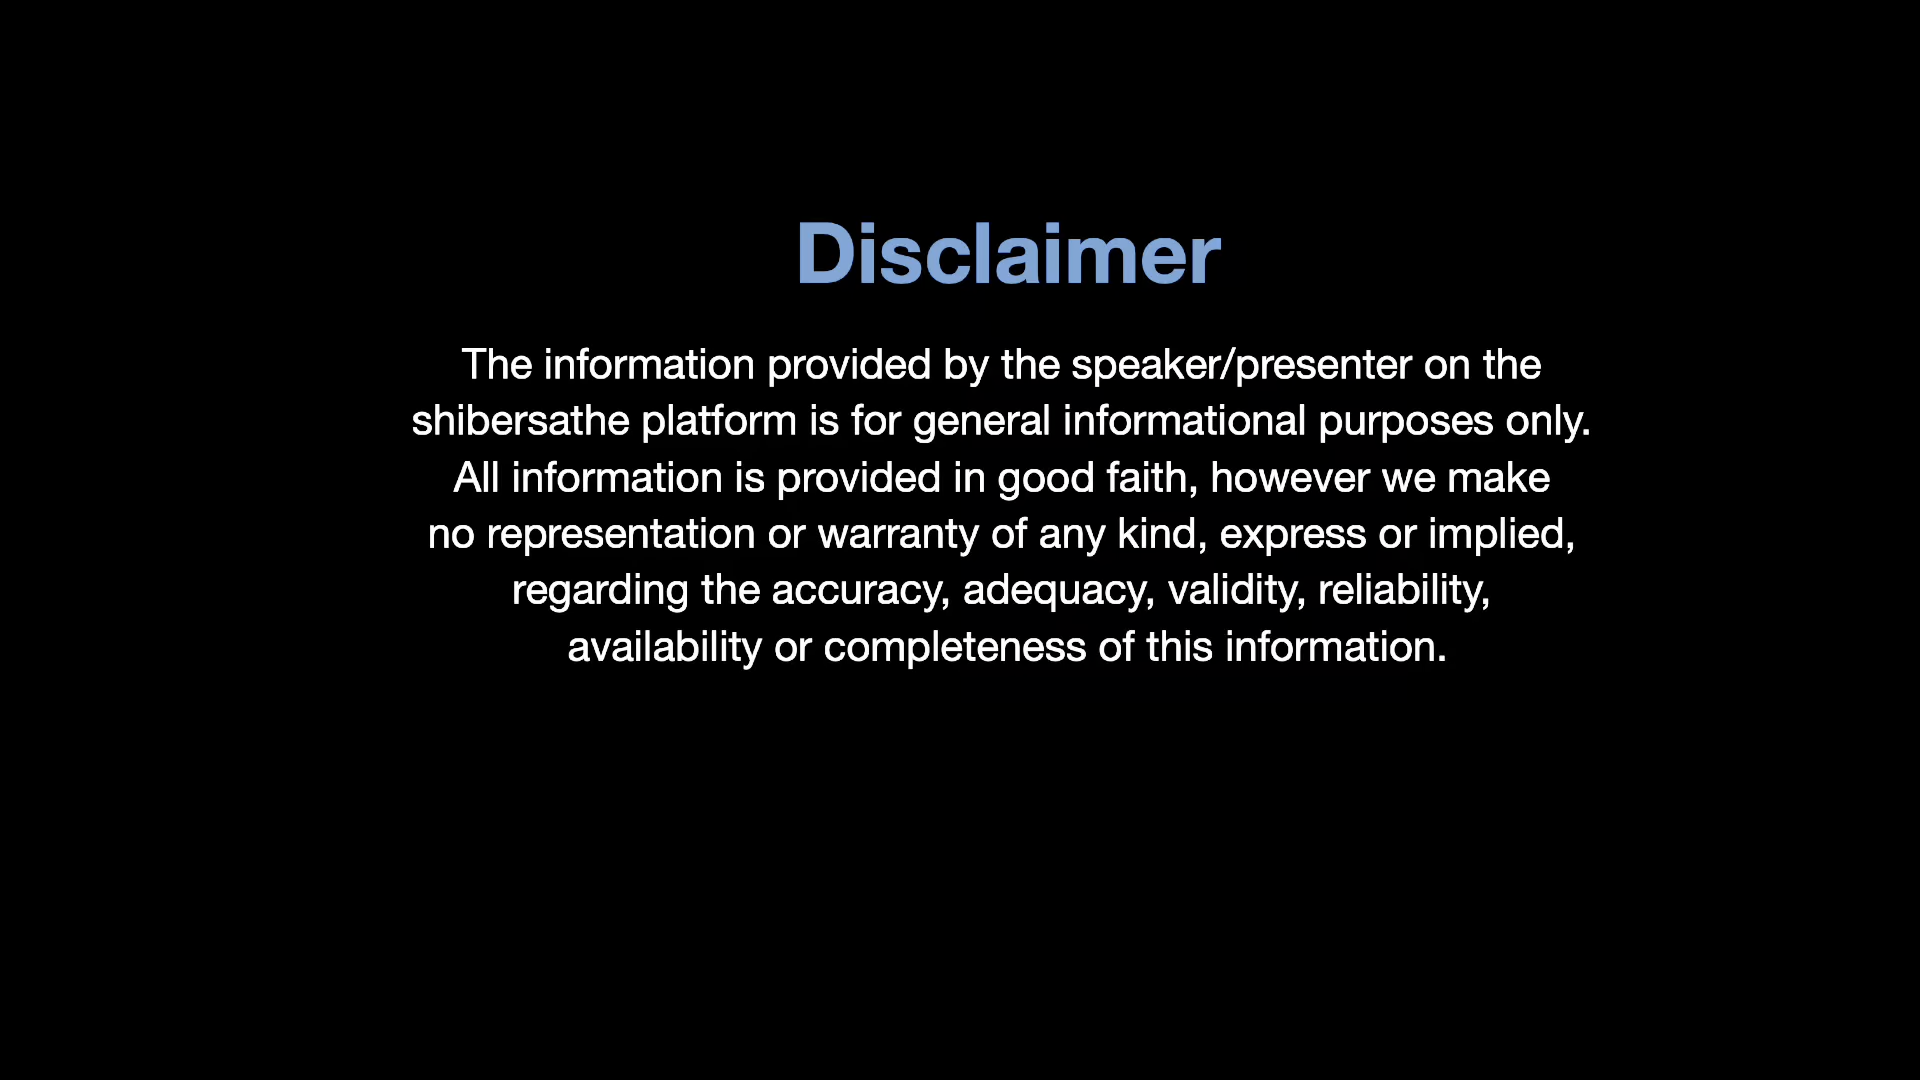 Disclaimer
The information provided by the speaker/presenter on the
shibersathe platform is for general informational purposes only.
All information is provided in good faith, however we make
no representation or warranty of any kind, express or implied,
regarding the accuracy, adequacy, validity, reliability,
availability or completeness of this information.